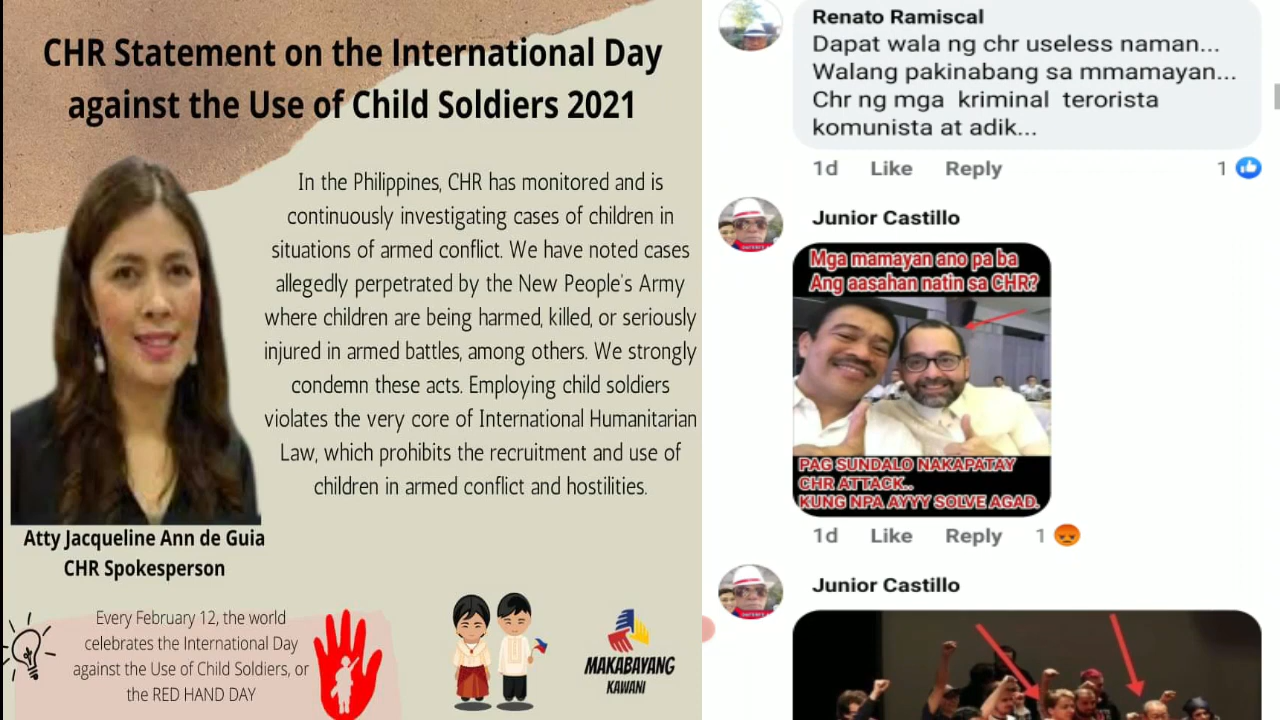 CHR Statement on the International Day
against the Use of Child Soldiers 2021
In the Philippines, CHR has monitored and is
continuously investigating cases of children in
situations of armed conflict. We have noted cases
allegedly perpetrated by the New People's Army
where children are being harmed, killed, or seriously
injured in armed battles, among others. We strongly
condemn these acts. Employing child soldiers
violates the very core of International Humanitarian
Law, which prohibits the recruitment and use of
children in armed conflict and hostilities.
Atty Jacqueline Ann de Guia
CHR Spokesperson
Every February 12, the world
celebrates the International Day
against the Use of Child Soldiers, or
the RED HAND DAY
MAKABAYANG
KAWANI
Renato Ramiscal
Dapat wala ng chr useless naman...
Walang pakinabang sa mmamayan...
Chr ng mga kriminal terorista
komunista at adik...
1d Like Reply 1
Junior Castillo
Mga mamayan ano pa ba
Ang aasahan natin sa CHR?
PAG SUNDALO NAKAPATAY
CHR ATTACK..
KUNG NPA AYYY SOLVE AGAD.
1d Like Reply 1
Junior Castillo